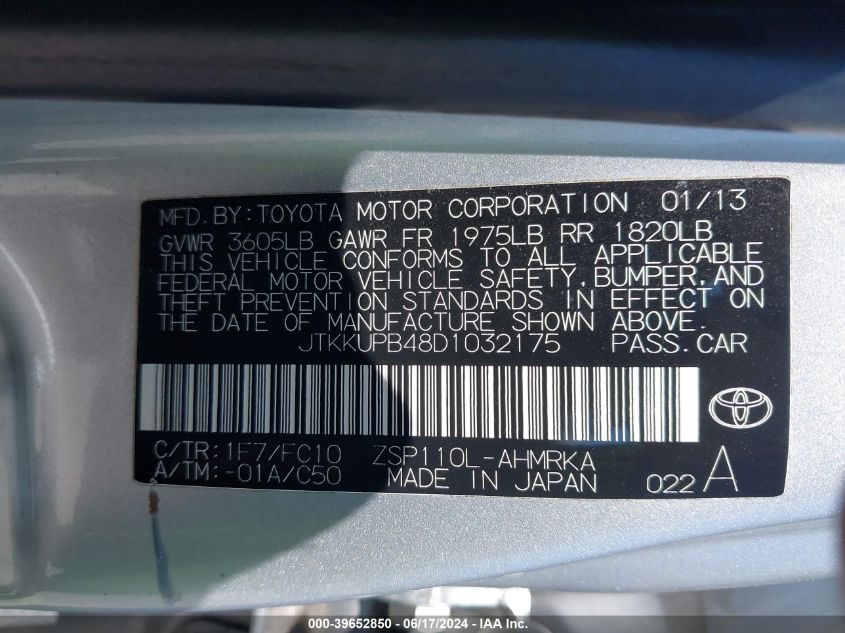 MFD. BY: TOYOTA MOTOR CORPORATION 01/13
GVWR 3605LB GAWR FR 1975LB RR 1820LB
THIS VEHICLE CONFORMS TO ALL APPLICABLE
FEDERAL MOTOR VEHICLE SAFETY, BUMPER, AND
THEFT PREVENTION STANDARDS IN EFFECT ON
THE DATE OF MANUFACTURE SHOWN ABOVE.
JTKKUPB48D1032175 PASS. CAR
C/TR: 1F7/FC10 ZSP110L-AHMRKA
A/TM: -01A/C50 MADE IN JAPAN 022 A
000-39652850 - 06/17/2024 - IAA Inc.